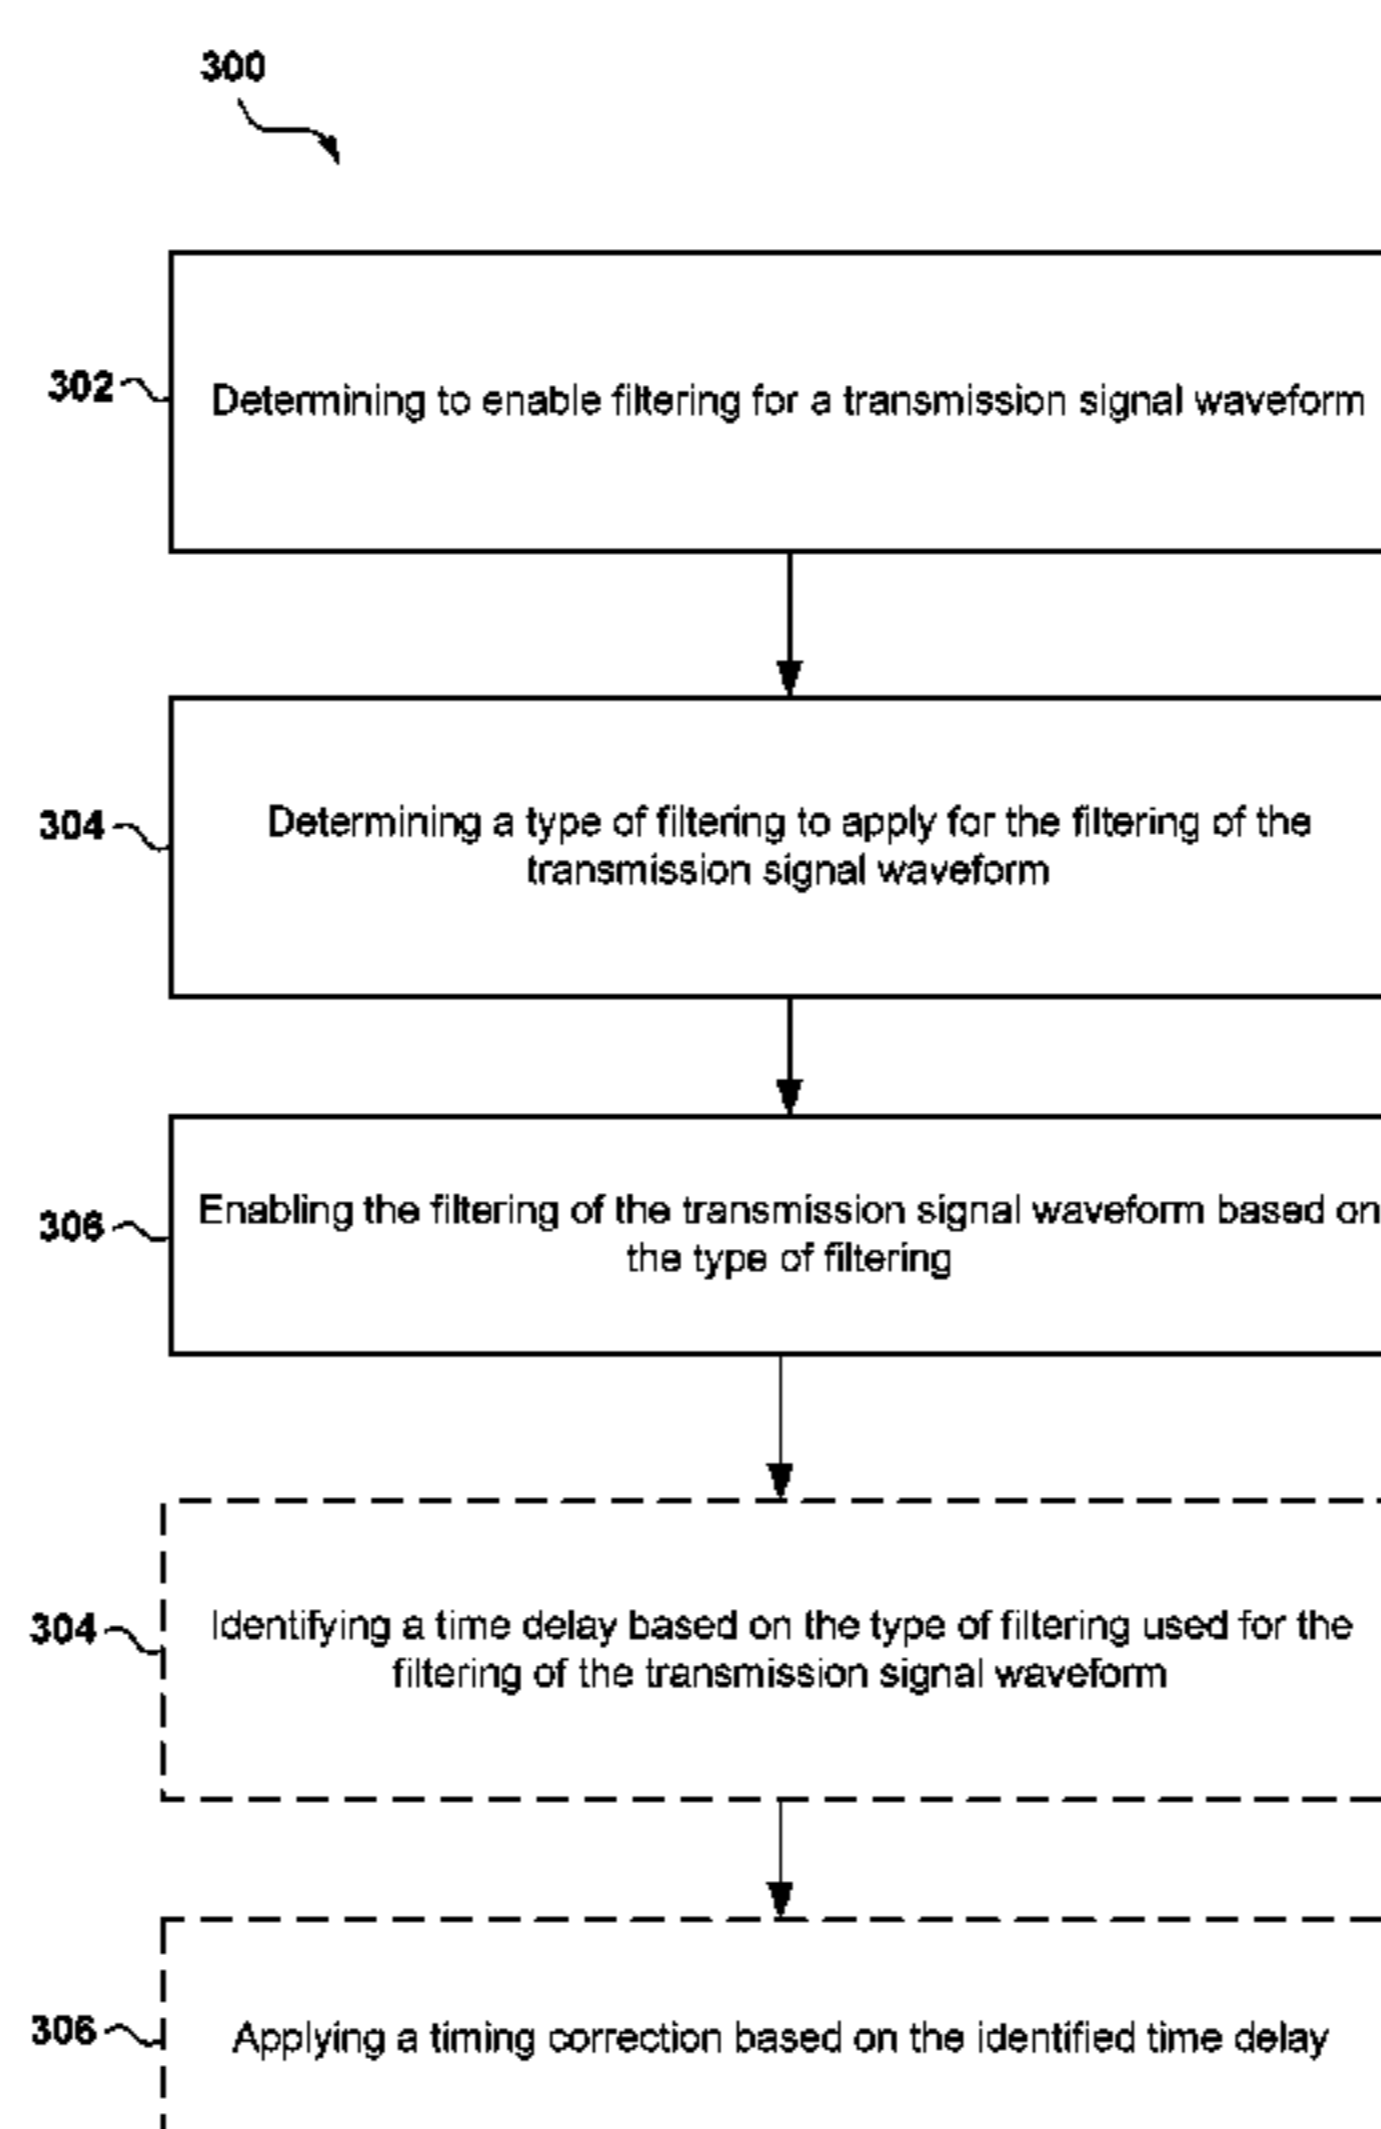 300
302
Determining to enable filtering for a transmission signal waveform
304
Determining a type of filtering to apply for the filtering of the
transmission signal waveform
306
Enabling the filtering of the transmission signal waveform based on
the type of filtering
304
Identifying a time delay based on the type of filtering used for the
filtering of the transmission signal waveform
306
Applying a timing correction based on the identified time delay